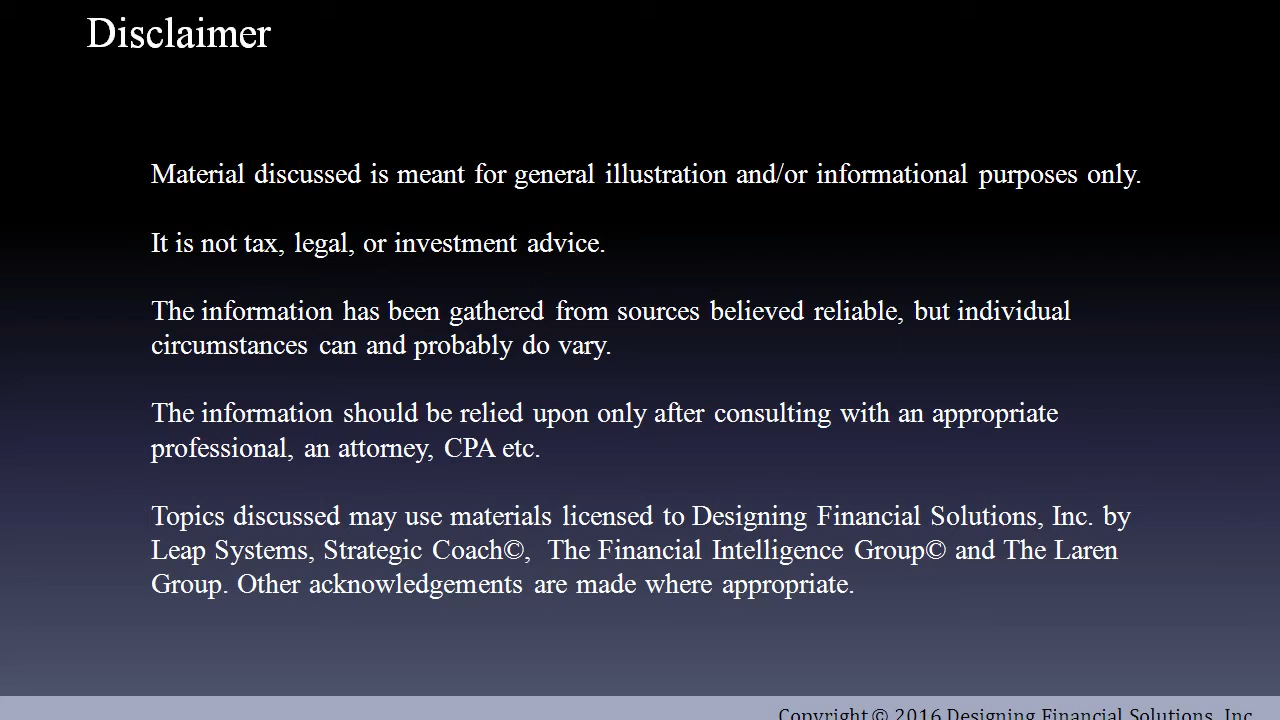 Disclaimer
Material discussed is meant for general illustration and/or informational purposes only.
It is not tax, legal, or investment advice.
The information has been gathered from sources believed reliable, but individual
circumstances can and probably do vary.
The information should be relied upon only after consulting with an appropriate
professional, an attorney, CPA etc.
Topics discussed may use materials licensed to Designing Financial Solutions, Inc. by
Leap Systems, Strategic Coach©,  The Financial Intelligence Group© and The Laren
Group. Other acknowledgements are made where appropriate.
Copyright© 2016 Designing Financial Solutions, Inc